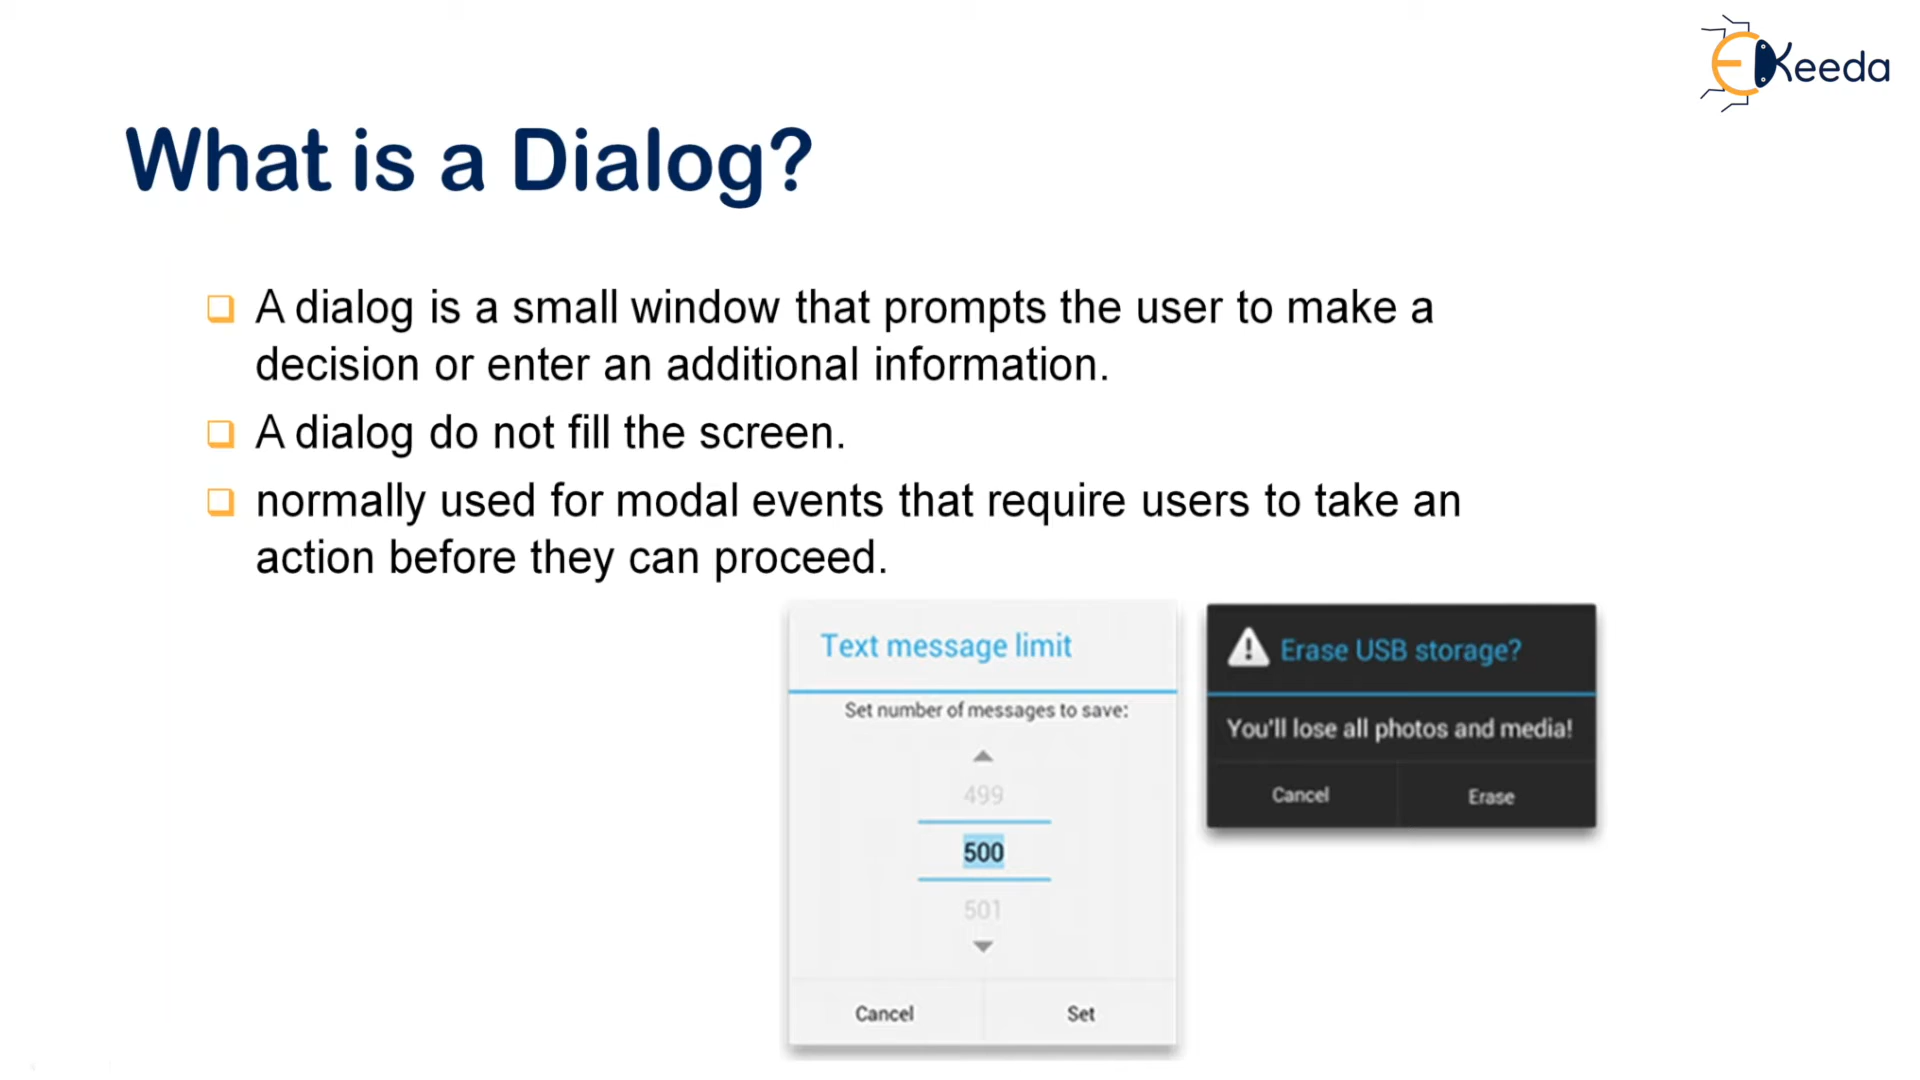 EKeeda
What is a Dialog?
A dialog is a small window that prompts the user to make a
decision or enter an additional information.
A dialog do not fill the screen.
normally used for modal events that require users to take an
action before they can proceed.
Text message limit
Set number of messages to save:
499
500
501
Cancel
Set
Erase USB storage?
You'll lose all photos and media!
Cancel
Erase